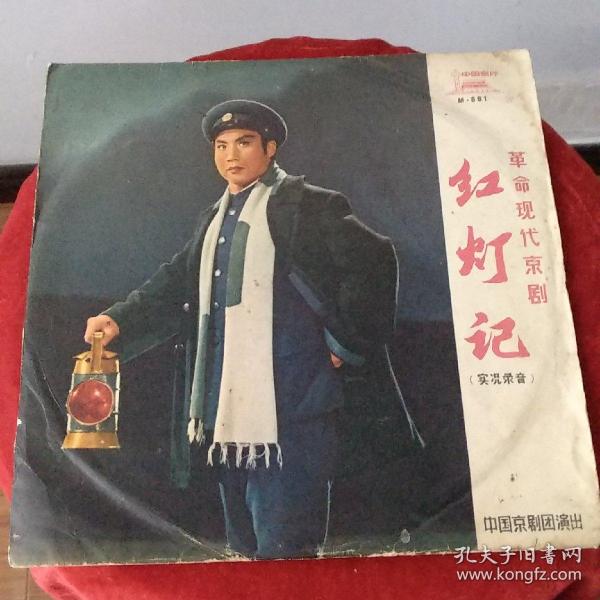 中国唱片
M-881
革命现代京剧
红灯记
(实况录音)
中国京剧团演出
孔夫子旧书网
www.kongfz.com